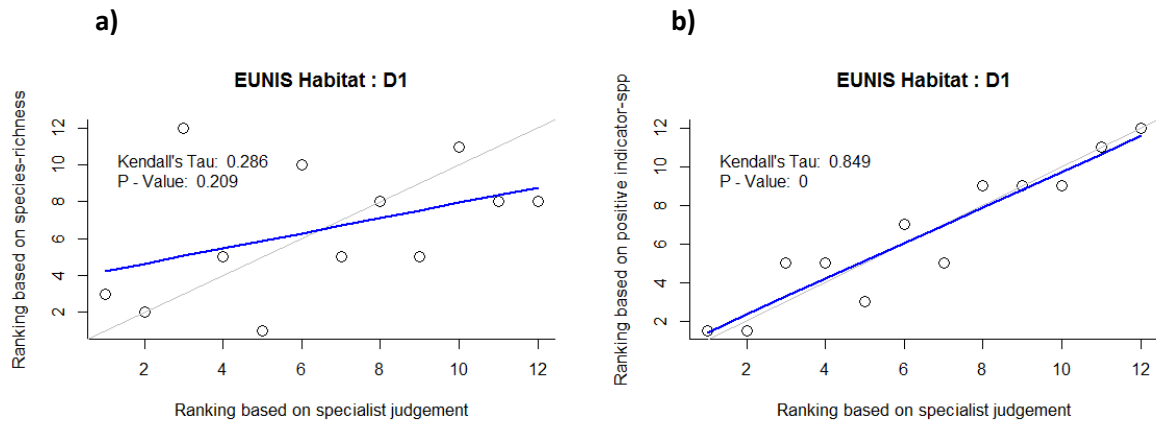 a)
EUNIS Habitat : D1
Ranking based on species-richness
12
10
8
6
4
2
Kendall's Tau: 0.286
P - Value: 0.209
2 4 6 8 10 12
Ranking based on specialist judgement
b)
EUNIS Habitat : D1
Ranking based on positive indicator-spp
12
10
8
6
4
2
Kendall's Tau: 0.849
P - Value: 0
2 4 6 8 10 12
Ranking based on specialist judgement